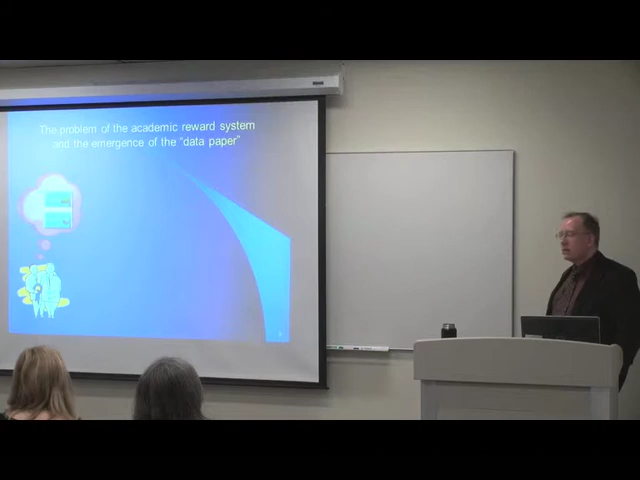 The problem of the academic reward system
and the emergence of the "data paper"